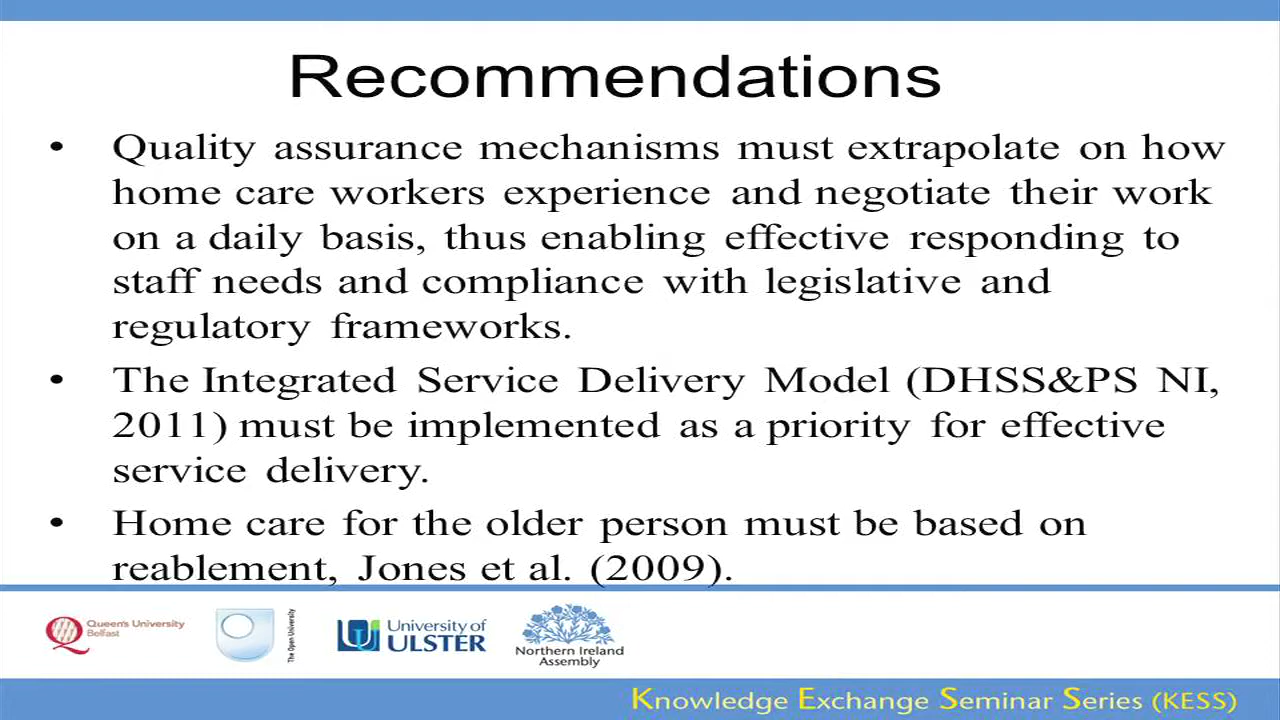 Recommendations
• Quality assurance mechanisms must extrapolate on how
home care workers experience and negotiate their work
on a daily basis, thus enabling effective responding to
staff needs and compliance with legislative and
regulatory frameworks.
• The Integrated Service Delivery Model (DHSS&PS NI,
2011) must be implemented as a priority for effective
service delivery.
• Home care for the older person must be based on
reablement, Jones et al. (2009).
Queen's University
Belfast
The Open University
University of
ULSTER
Northern Ireland
Assembly
Knowledge Exchange Seminar Series (KESS)